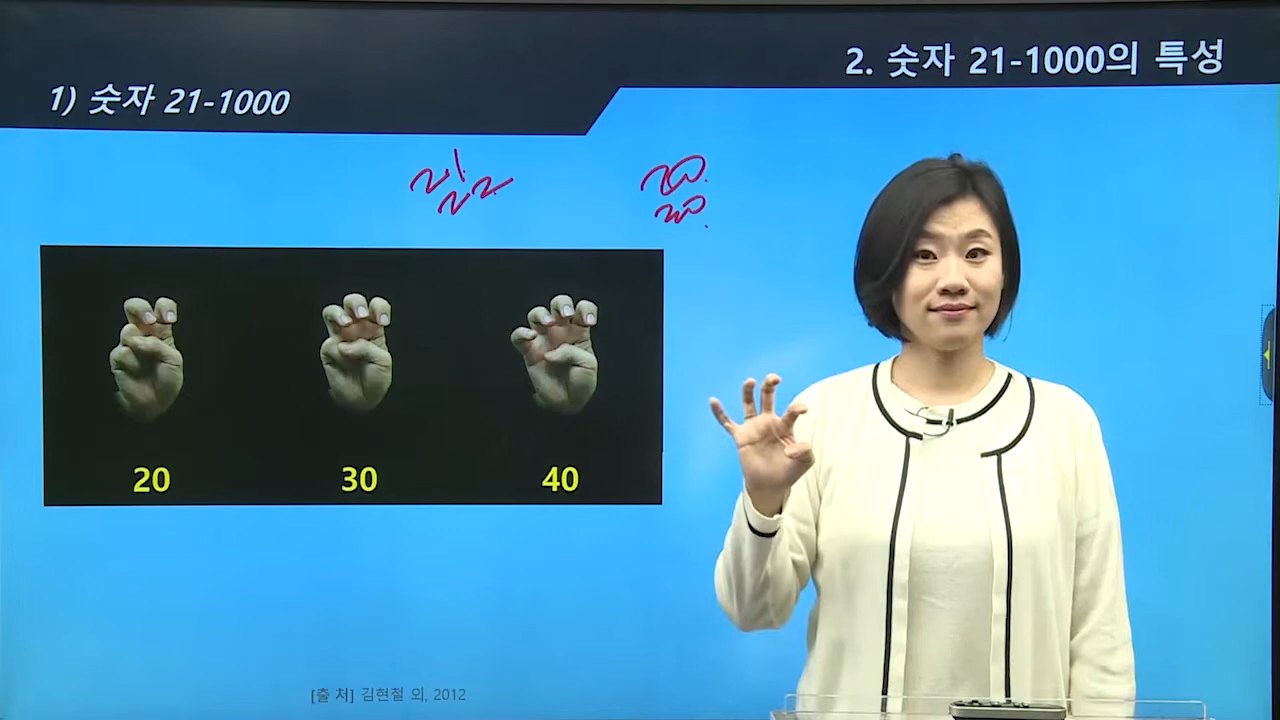 2. 숫자 21-1000의 특성
1) 숫자 21-1000
20
30
40
[출 처] 김현철 외, 2012